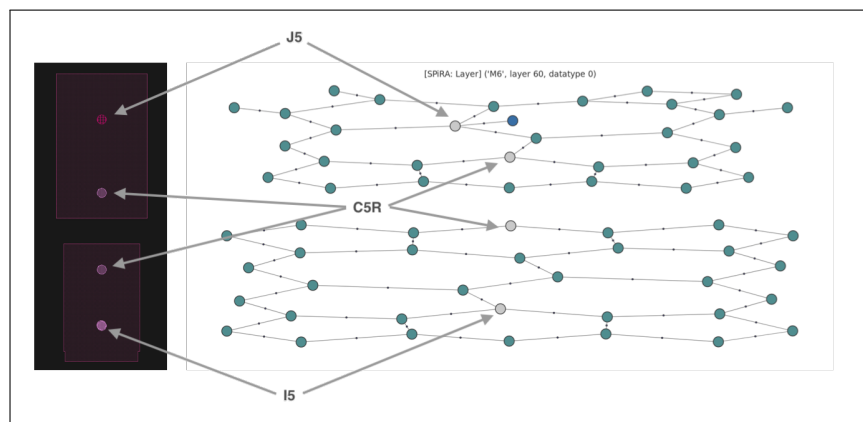 J5
[SPiRA: Layer] ('M6', layer 60, datatype 0)
C5R
I5